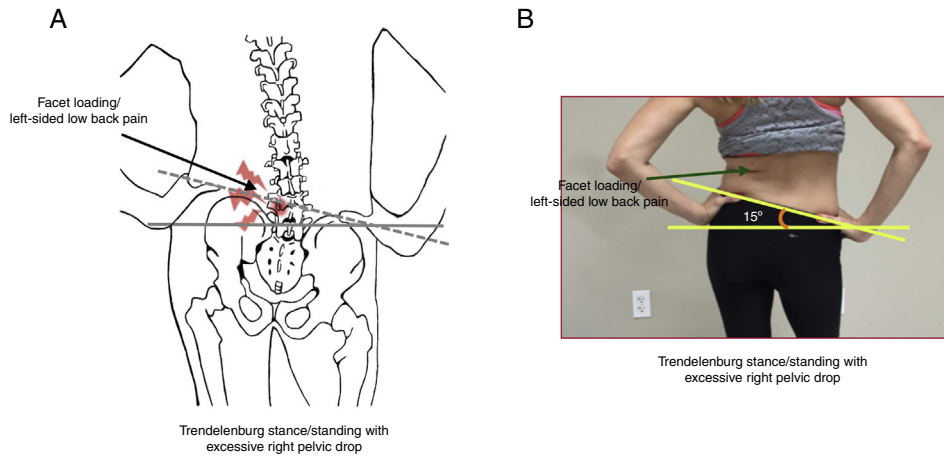 A
Facet loading/
left-sided low back pain
Trendelenburg stance/standing with
excessive right pelvic drop
B
Facet loading/
left-sided low back pain
15º
Trendelenburg stance/standing with
excessive right pelvic drop